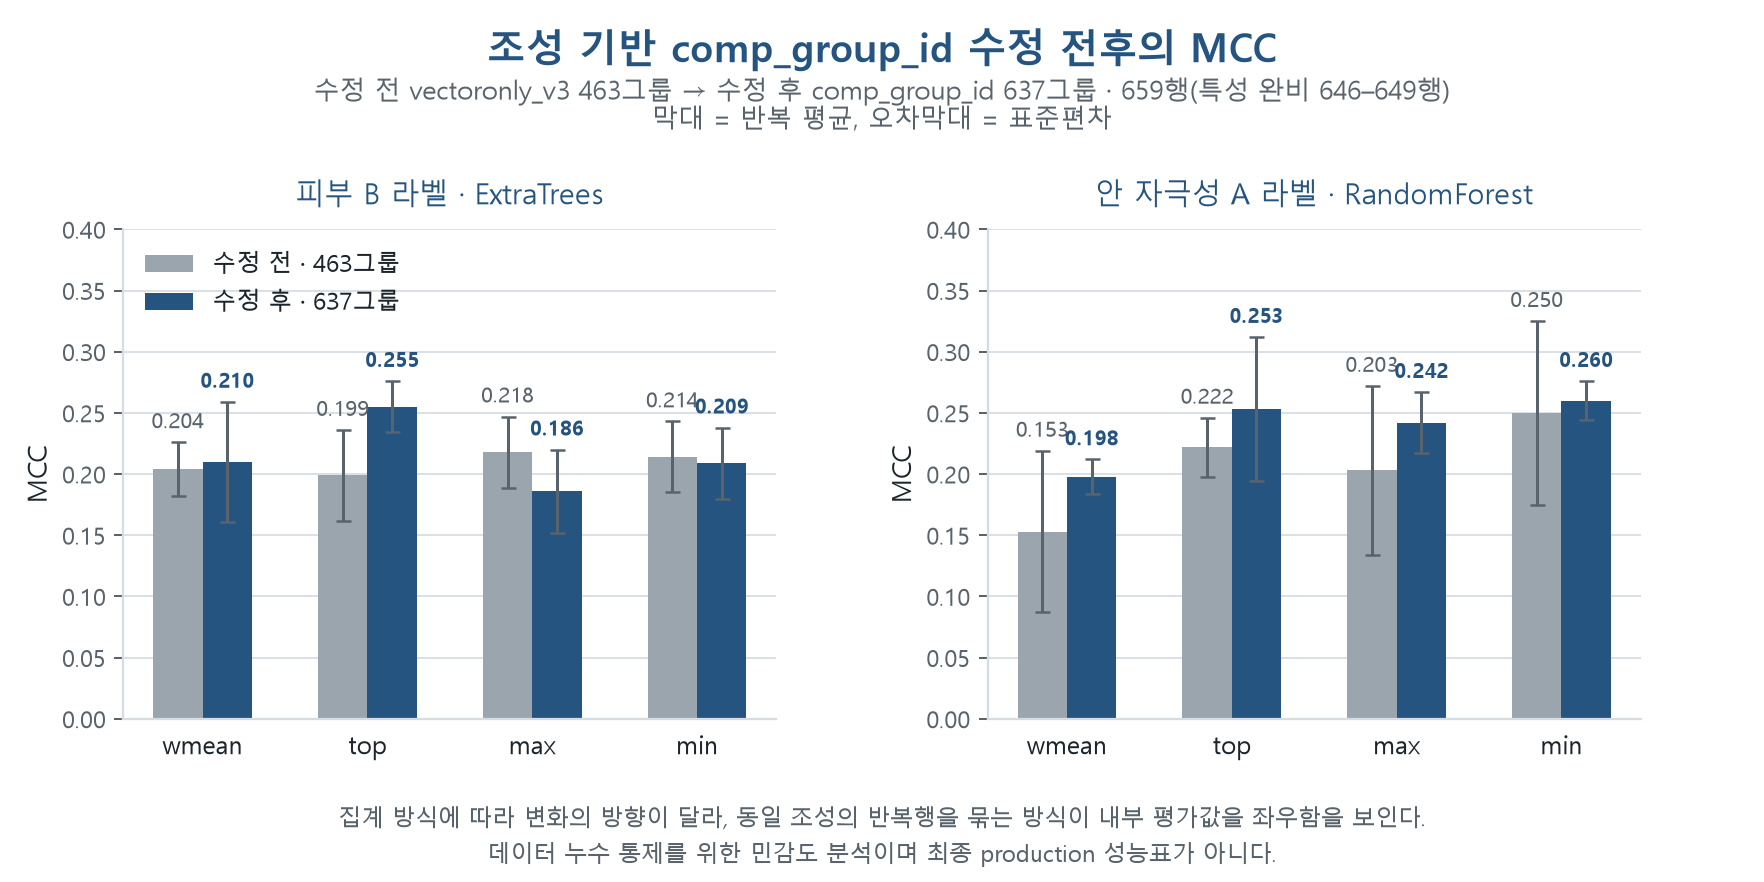 조성 기반 comp_group_id 수정 전후의 MCC
수정 전 vectoronly_v3 463그룹 → 수정 후 comp_group_id 637그룹 · 659행(특성 완비 646–649행)
막대 = 반복 평균, 오차막대 = 표준편차
피부 B 라벨 · ExtraTrees
MCC
0.40
0.35
0.30
0.25
0.20
0.15
0.10
0.05
0.00
수정 전 · 463그룹
수정 후 · 637그룹
0.204
0.210
0.199
0.255
0.218
0.186
0.214
0.209
wmean
top
max
min
안 자극성 A 라벨 · RandomForest
MCC
0.40
0.35
0.30
0.25
0.20
0.15
0.10
0.05
0.00
0.153
0.198
0.222
0.253
0.203
0.242
0.250
0.260
wmean
top
max
min
집계 방식에 따라 변화의 방향이 달라, 동일 조성의 반복행을 묶는 방식이 내부 평가값을 좌우함을 보인다.
데이터 누수 통제를 위한 민감도 분석이며 최종 production 성능표가 아니다.